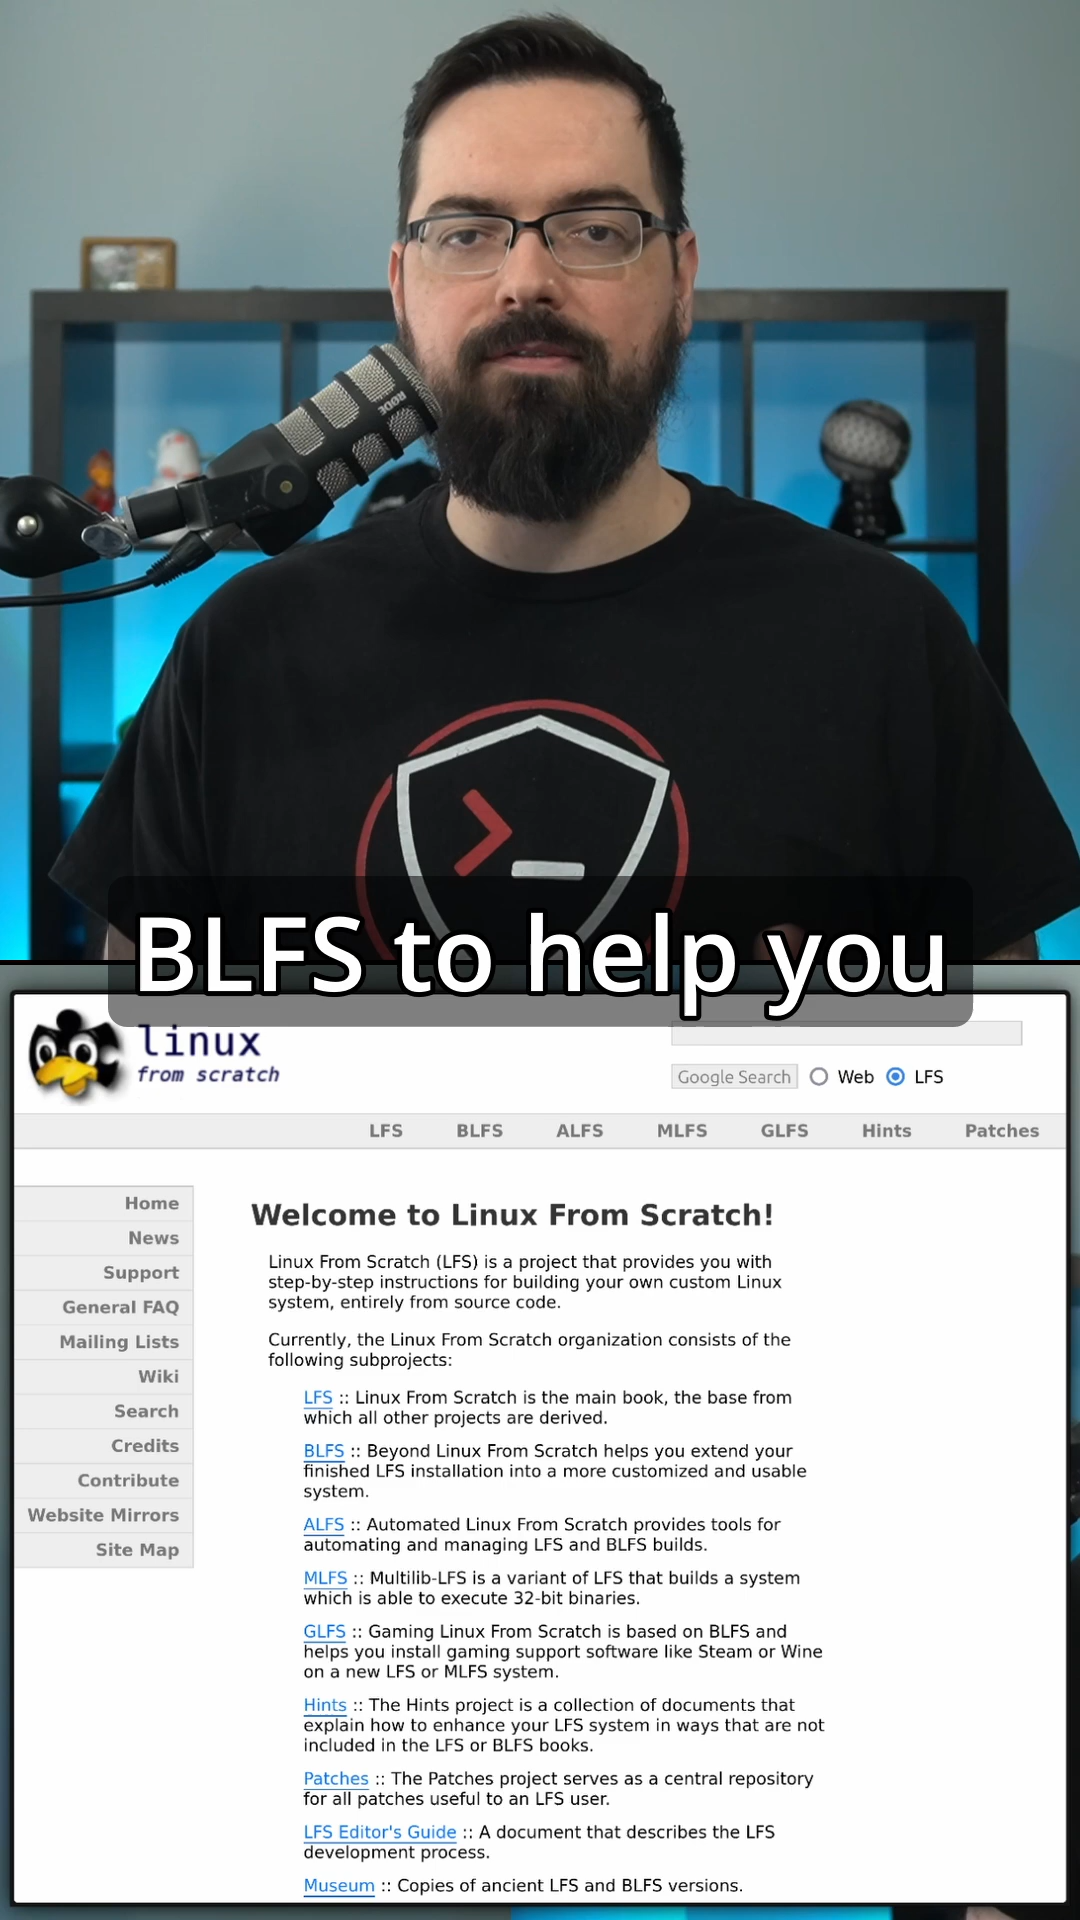 RODE
BLFS to help you
linux
from scratch
Google Search Web LFS
LFS BLFS ALFS MLFS GLFS Hints Patches
Home
News
Support
General FAQ
Mailing Lists
Wiki
Search
Credits
Contribute
Website Mirrors
Site Map
Welcome to Linux From Scratch!
Linux From Scratch (LFS) is a project that provides you with
step-by-step instructions for building your own custom Linux
system, entirely from source code.
Currently, the Linux From Scratch organization consists of the
following subprojects:
LFS :: Linux From Scratch is the main book, the base from
which all other projects are derived.
BLFS :: Beyond Linux From Scratch helps you extend your
finished LFS installation into a more customized and usable
system.
ALFS :: Automated Linux From Scratch provides tools for
automating and managing LFS and BLFS builds.
MLFS :: Multilib-LFS is a variant of LFS that builds a system
which is able to execute 32-bit binaries.
GLFS :: Gaming Linux From Scratch is based on BLFS and
helps you install gaming support software like Steam or Wine
on a new LFS or MLFS system.
Hints :: The Hints project is a collection of documents that
explain how to enhance your LFS system in ways that are not
included in the LFS or BLFS books.
Patches :: The Patches project serves as a central repository
for all patches useful to an LFS user.
LFS Editor's Guide :: A document that describes the LFS
development process.
Museum :: Copies of ancient LFS and BLFS versions.